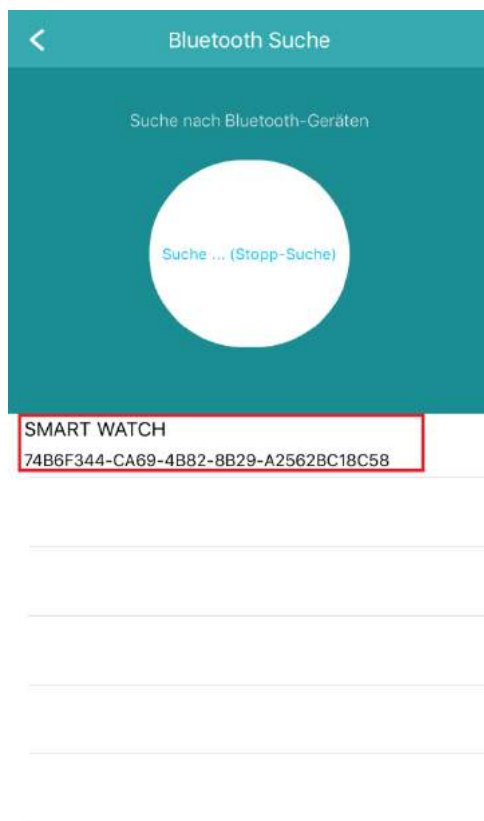 Bluetooth Suche
Suche nach Bluetooth-Geräten
Suche ... (Stopp-Suche)
SMART WATCH
74B6F344-CA69-4B82-8B29-A2562BC18C58